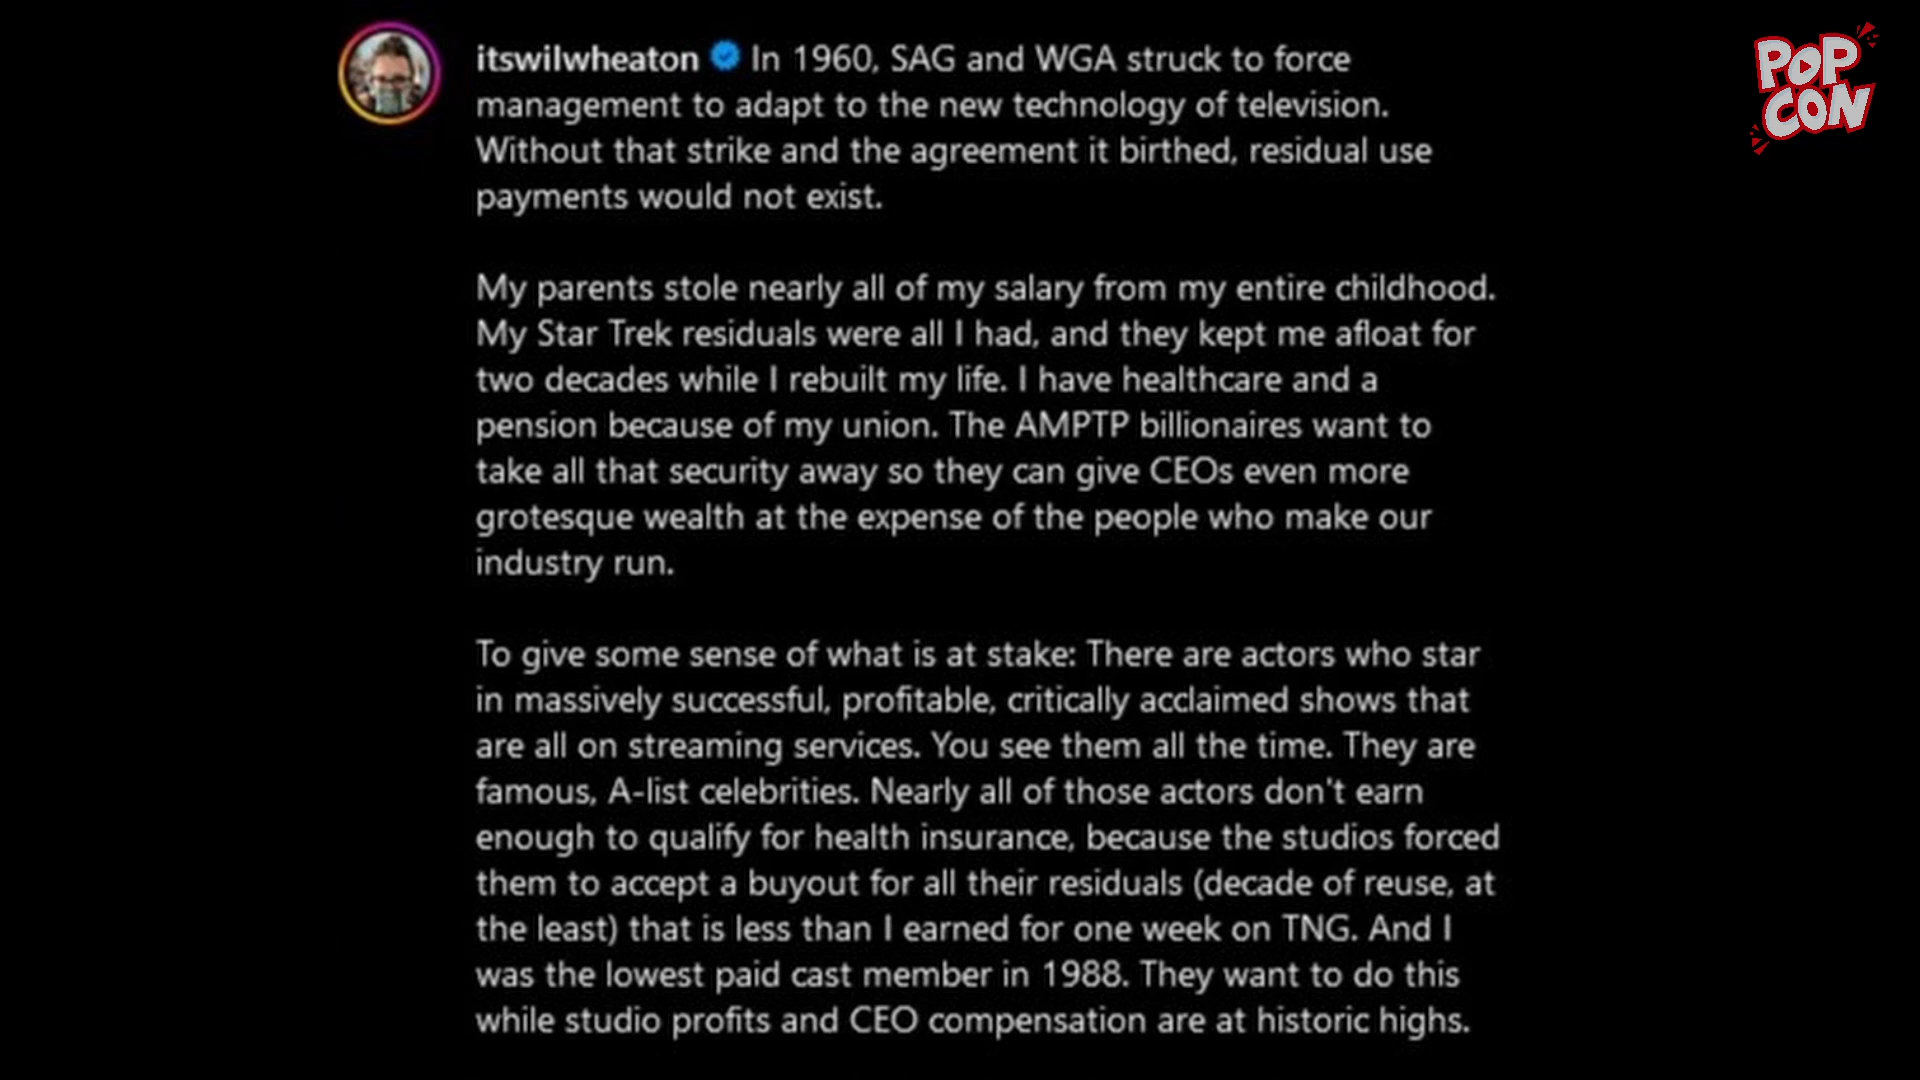 itswilwheaton In 1960, SAG and WGA struck to force
management to adapt to the new technology of television.
Without that strike and the agreement it birthed, residual use
payments would not exist.
My parents stole nearly all of my salary from my entire childhood.
My Star Trek residuals were all I had, and they kept me afloat for
two decades while I rebuilt my life. I have healthcare and a
pension because of my union. The AMPTP billionaires want to
take all that security away so they can give CEOs even more
grotesque wealth at the expense of the people who make our
industry run.
To give some sense of what is at stake: There are actors who star
in massively successful, profitable, critically acclaimed shows that
are all on streaming services. You see them all the time. They are
famous, A-list celebrities. Nearly all of those actors don't earn
enough to qualify for health insurance, because the studios forced
them to accept a buyout for all their residuals (decade of reuse, at
the least) that is less than I earned for one week on TNG. And I
was the lowest paid cast member in 1988. They want to do this
while studio profits and CEO compensation are at historic highs.
POP
CON